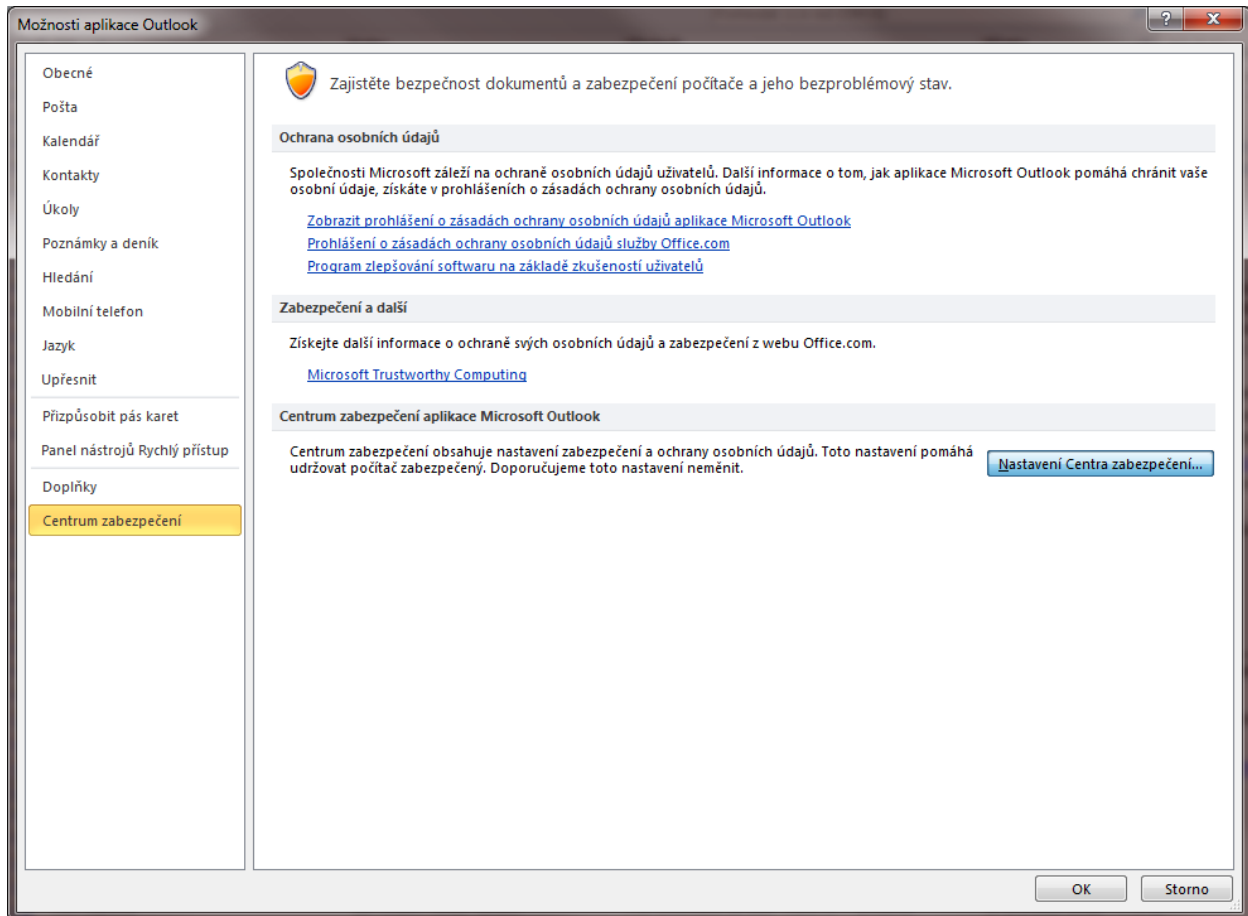 Možnosti aplikace Outlook
Obecné
Pošta
Kalendář
Kontakty
Úkoly
Poznámky a deník
Hledání
Mobilní telefon
Jazyk
Upřesnit
Přizpůsobit pás karet
Panel nástrojů Rychlý přístup
Doplňky
Centrum zabezpečení
Zajistěte bezpečnost dokumentů a zabezpečení počítače a jeho bezproblémový stav.
Ochrana osobních údajů
Společnosti Microsoft záleží na ochraně osobních údajů uživatelů. Další informace o tom, jak aplikace Microsoft Outlook pomáhá chránit vaše
osobní údaje, získáte v prohlášeních o zásadách ochrany osobních údajů.
Zobrazit prohlášení o zásadách ochrany osobních údajů aplikace Microsoft Outlook
Prohlášení o zásadách ochrany osobních údajů služby Office.com
Program zlepšování softwaru na základě zkušeností uživatelů
Zabezpečení a další
Získejte další informace o ochraně svých osobních údajů a zabezpečení z webu Office.com.
Microsoft Trustworthy Computing
Centrum zabezpečení aplikace Microsoft Outlook
Centrum zabezpečení obsahuje nastavení zabezpečení a ochrany osobních údajů. Toto nastavení pomáhá
udržovat počítač zabezpečený. Doporučujeme toto nastavení neměnit.
Nastavení Centra zabezpečení...
OK
Storno